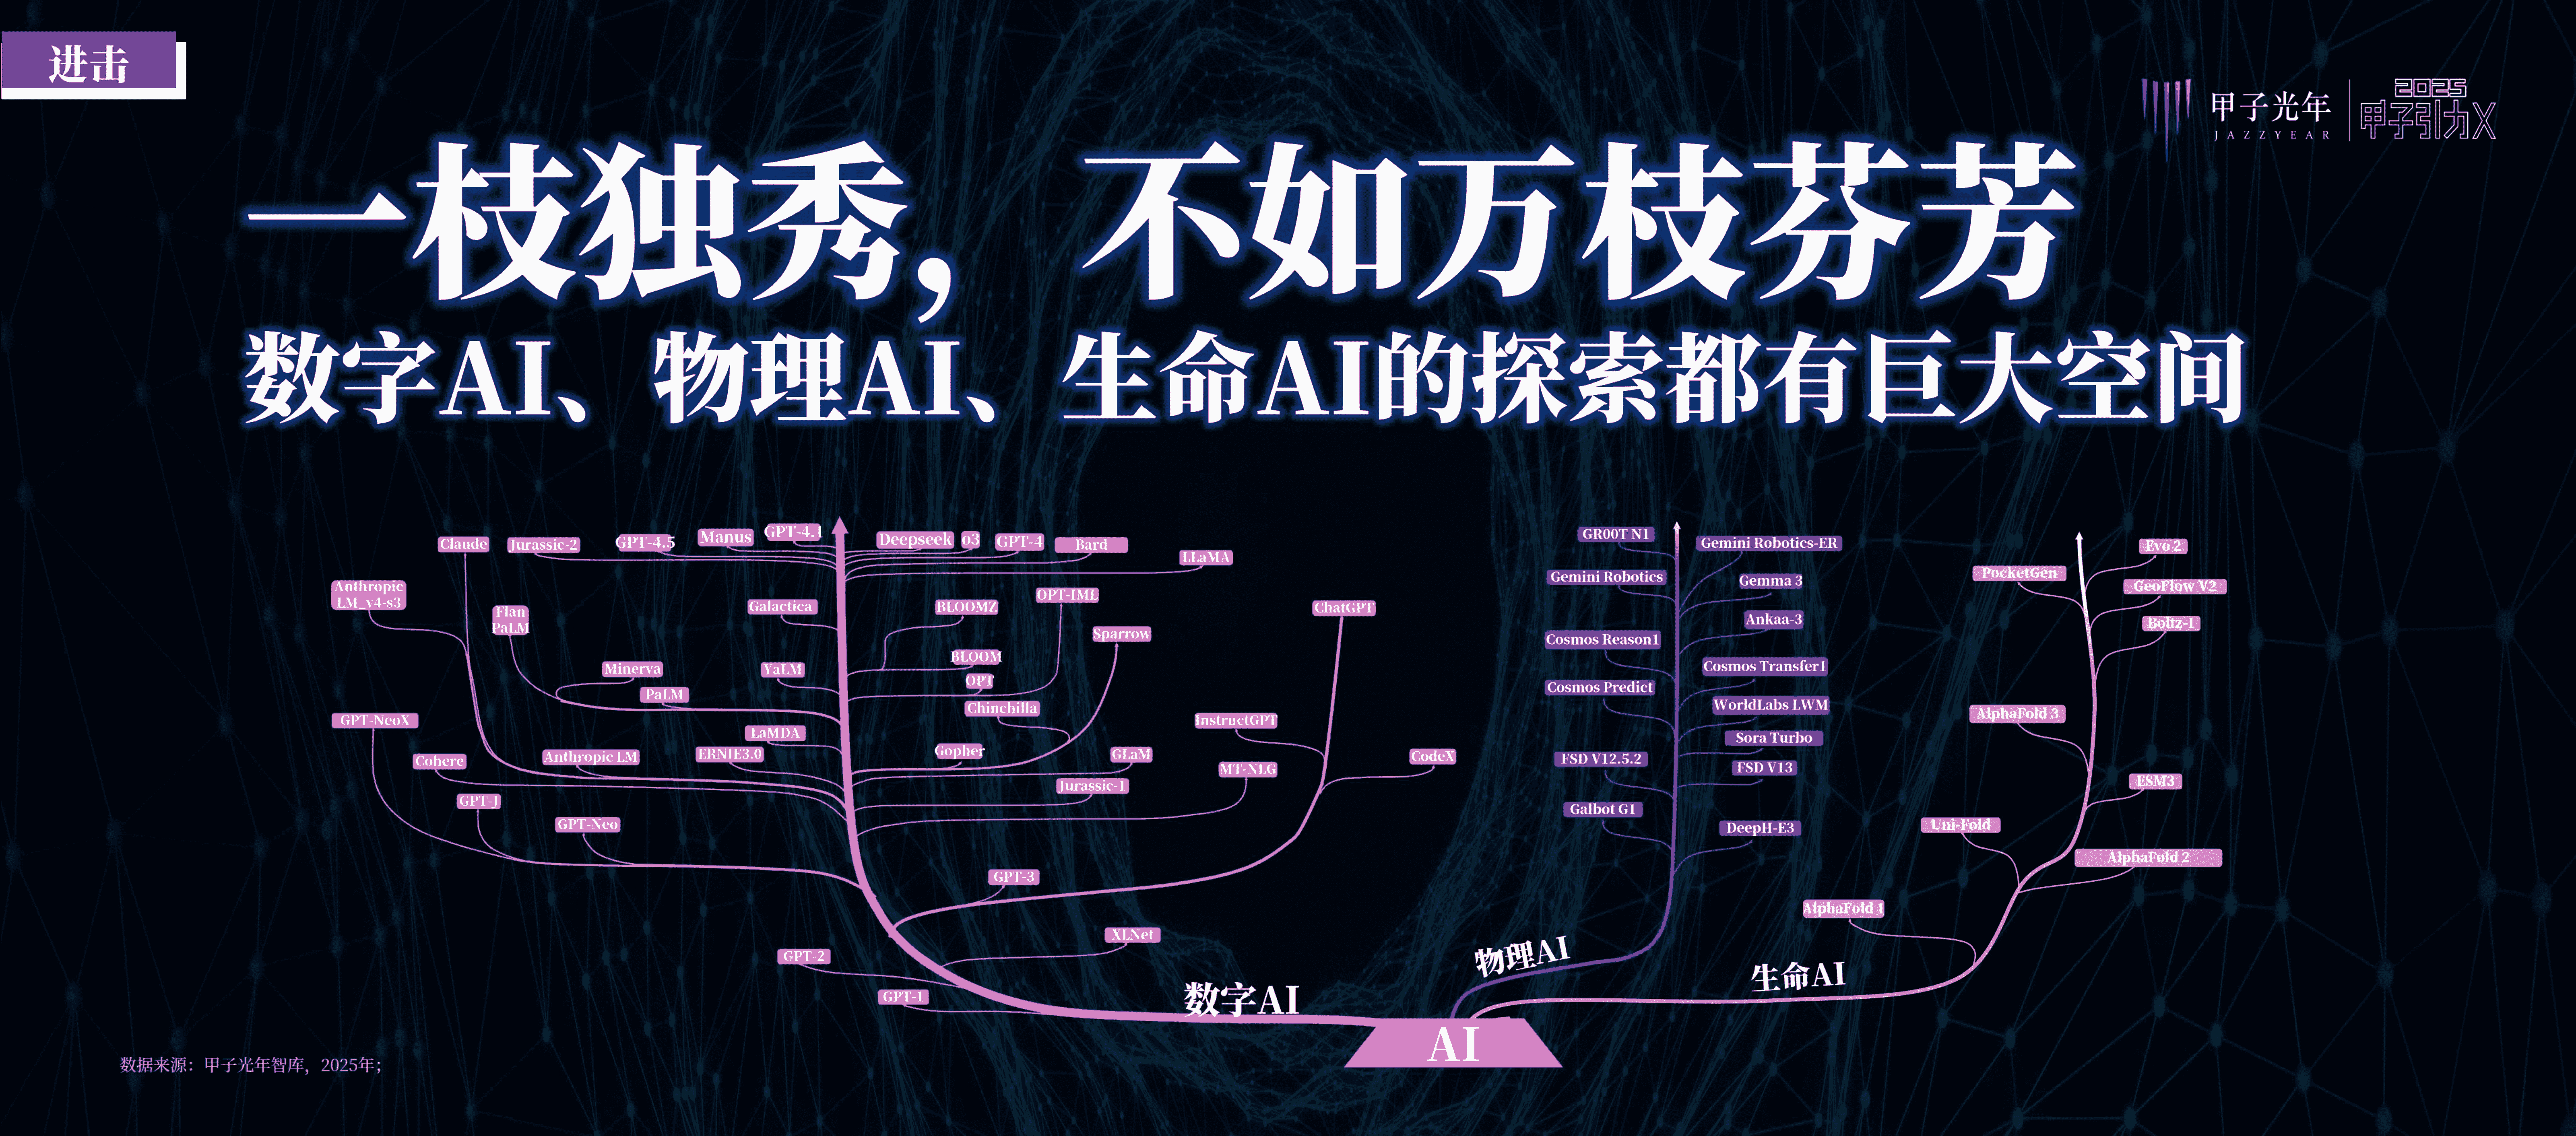 进击
甲子光年
JAZZYEAR
2025
甲子引力X
一枝独秀，不如万枝芬芳
数字AI、物理AI、生命AI的探索都有巨大空间
Claude
Jurassic-2
GPT-4.5
Manus
GPT-4.1
Deepseek
o3
GPT-4
Bard
LLaMA
Anthropic
LM_v4-s3
Flan
PaLM
Galactica
BLOOMZ
OPT-IML
ChatGPT
Sparrow
Minerva
PaLM
YaLM
BLOOM
OPT
Chinchilla
GPT-NeoX
LaMDA
InstructGPT
Cohere
Anthropic LM
ERNIE3.0
Gopher
GLaM
MT-NLG
CodeX
Jurassic-1
GPT-J
GPT-Neo
GPT-3
XLNet
GPT-2
GPT-1
数字AI
GR00T N1
Gemini Robotics-ER
Gemini Robotics
Gemma 3
Ankaa-3
Cosmos Reason1
Cosmos Transfer1
Cosmos Predict
WorldLabs LWM
Sora Turbo
FSD V12.5.2
FSD V13
Galbot G1
DeepH-E3
物理AI
Evo 2
PocketGen
GeoFlow V2
Boltz-1
AlphaFold 3
ESM3
Uni-Fold
AlphaFold 2
AlphaFold 1
生命AI
AI
数据来源：甲子光年智库，2025年；